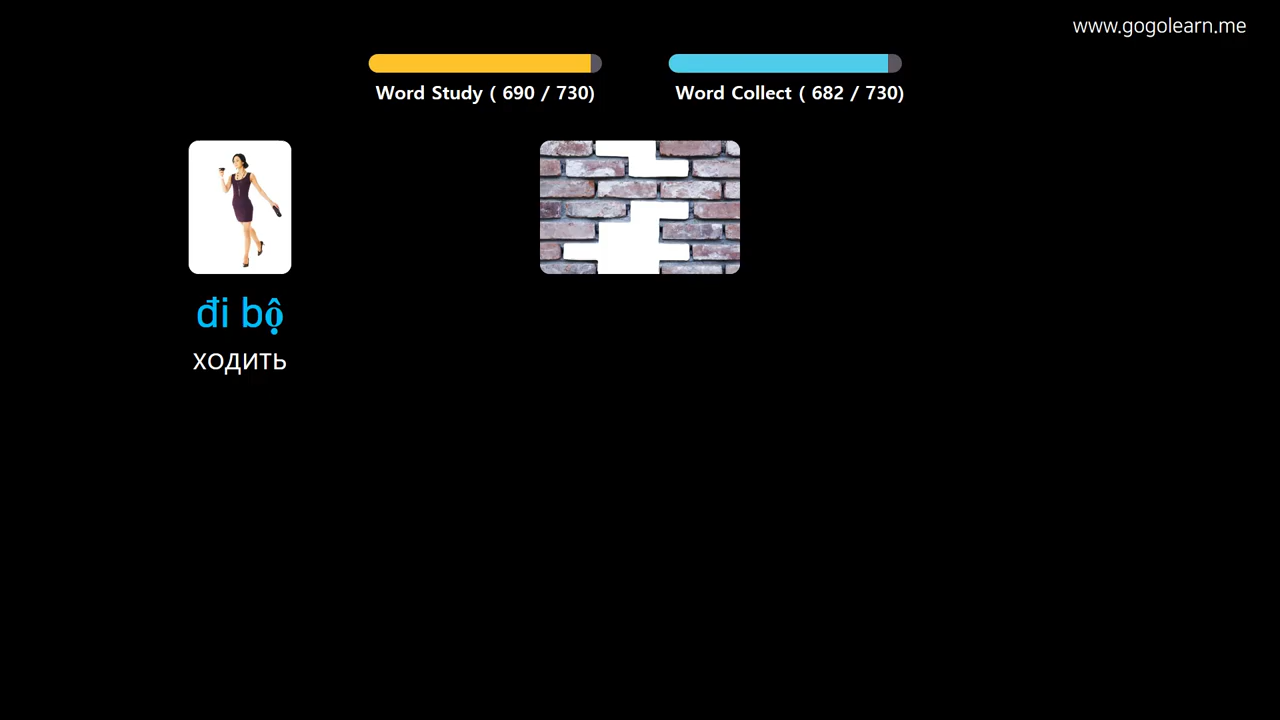 www.gogolearn.me
Word Study ( 690 / 730)
Word Collect ( 682 / 730)
đi bộ
ходить